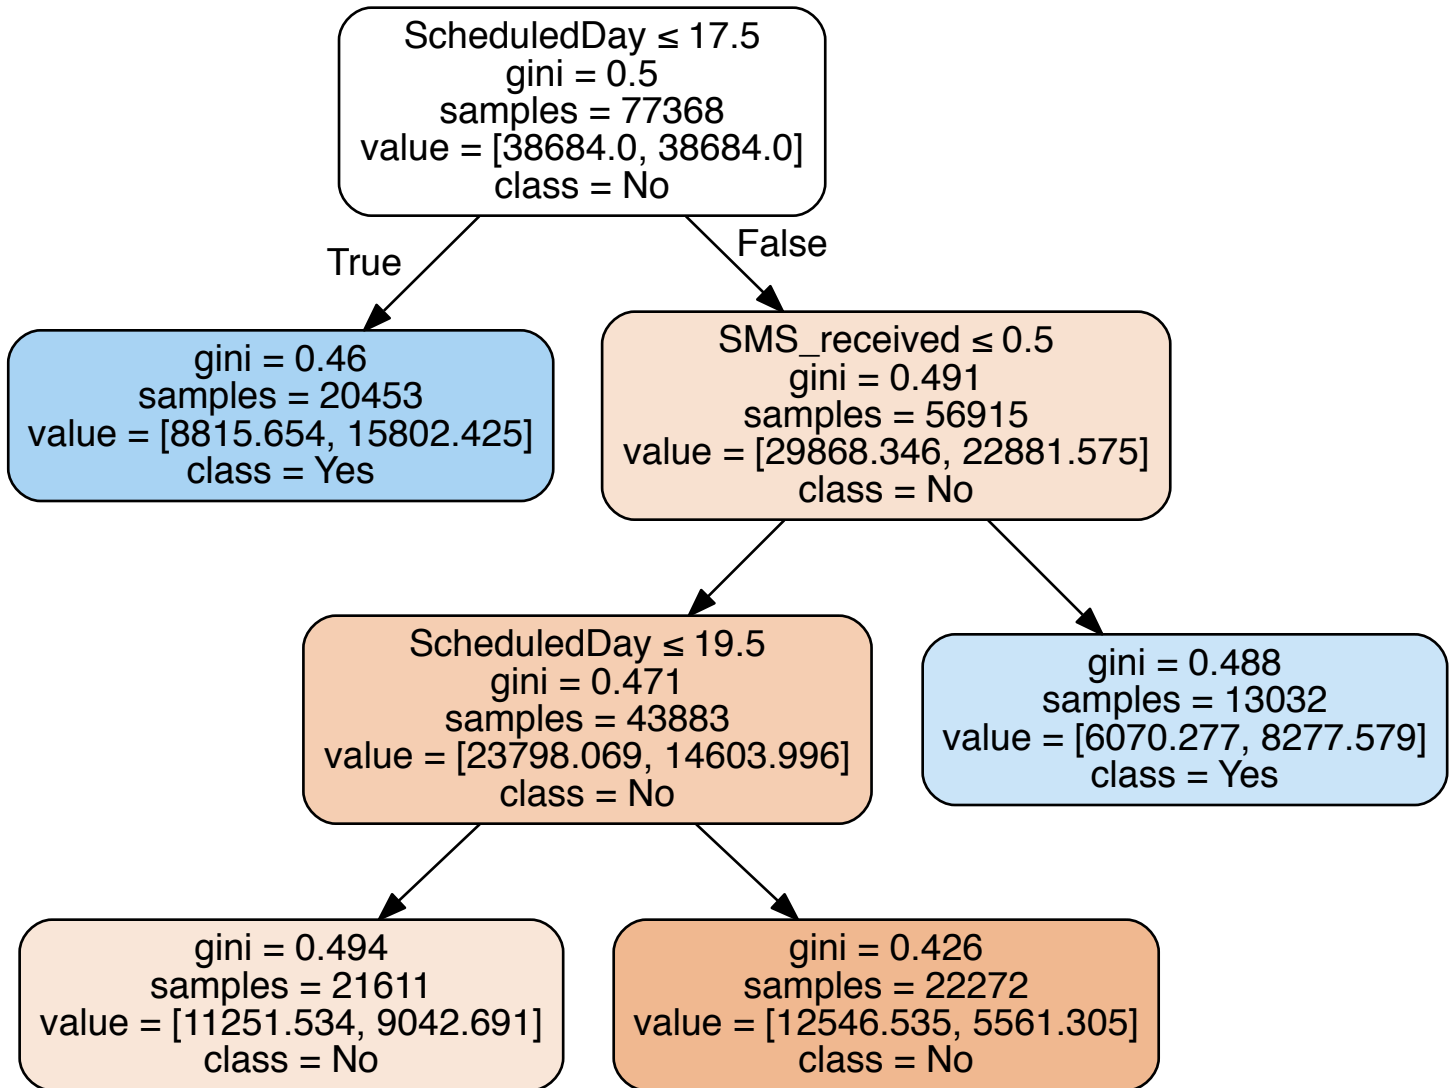 ScheduledDay ≤ 17.5
gini = 0.5
samples = 77368
value = [38684.0, 38684.0]
class = No
True
False
gini = 0.46
samples = 20453
value = [8815.654, 15802.425]
class = Yes
SMS_received ≤ 0.5
gini = 0.491
samples = 56915
value = [29868.346, 22881.575]
class = No
ScheduledDay ≤ 19.5
gini = 0.471
samples = 43883
value = [23798.069, 14603.996]
class = No
gini = 0.488
samples = 13032
value = [6070.277, 8277.579]
class = Yes
gini = 0.494
samples = 21611
value = [11251.534, 9042.691]
class = No
gini = 0.426
samples = 22272
value = [12546.535, 5561.305]
class = No